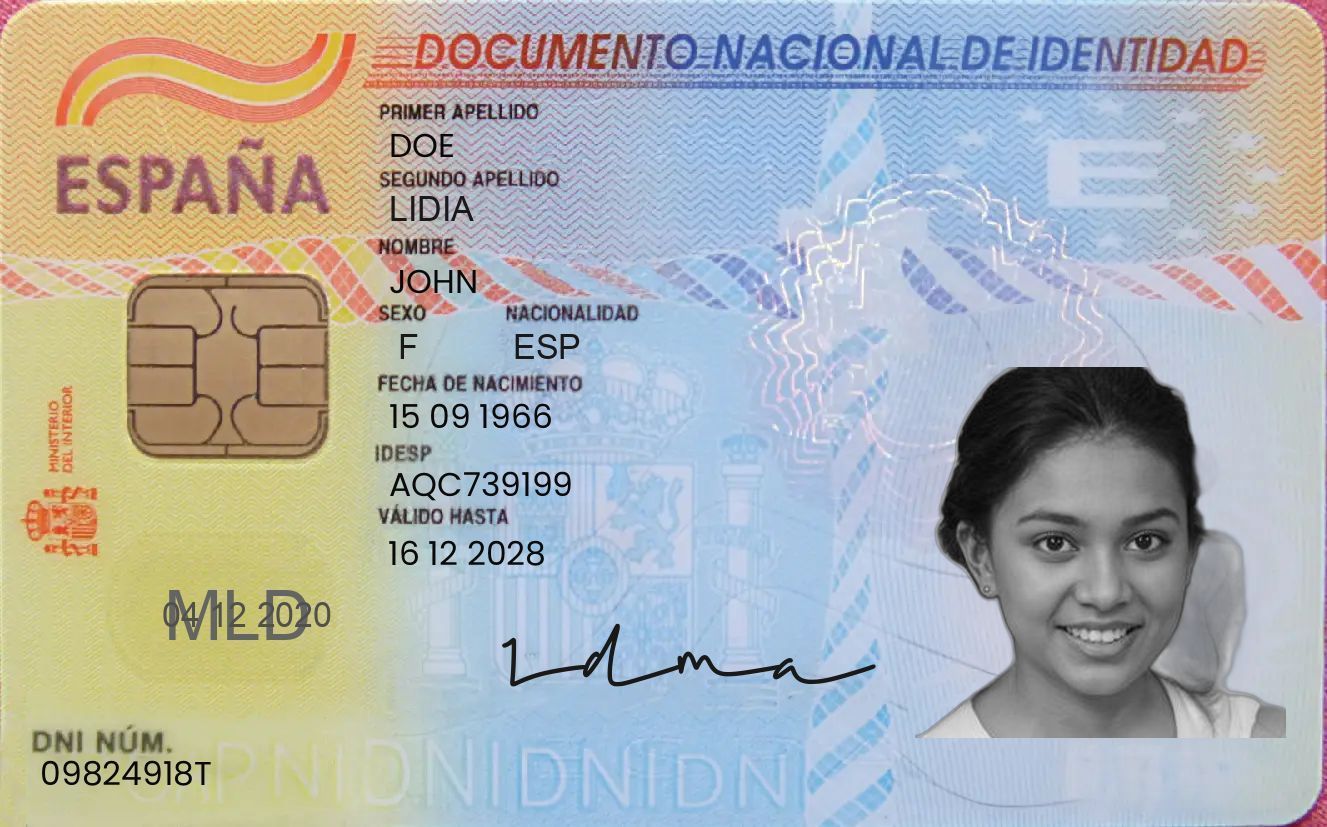 DOCUMENTO NACIONAL DE IDENTIDAD
ESPAÑA
PRIMER APELLIDO
DOE
SEGUNDO APELLIDO
LIDIA
NOMBRE
JOHN
SEXO NACIONALIDAD
F ESP
FECHA DE NACIMIENTO
15 09 1966
IDESP
AQC739199
VÁLIDO HASTA
16 12 2028
MINISTERIO
DEL INTERIOR
E
MLD
04 12 2020
DNI NÚM.
09824918T
DNIDNIDNIDN